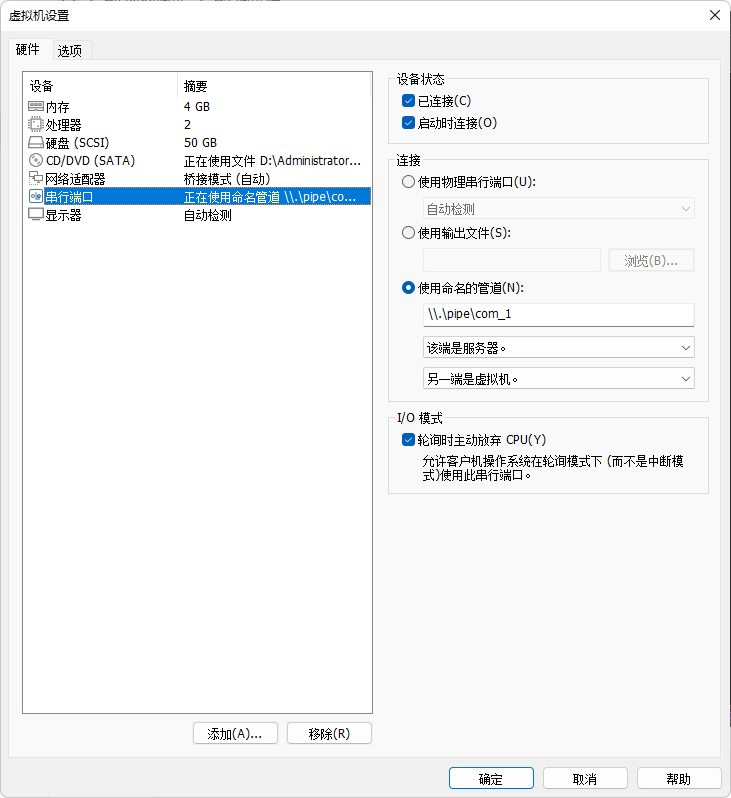 虚拟机设置
硬件 选项
设备 摘要
内存 4 GB
处理器 2
硬盘 (SCSI) 50 GB
CD/DVD (SATA) 正在使用文件 D:\Administrator...
网络适配器 桥接模式 (自动)
串行端口 正在使用命名管道 \\.\pipe\co...
显示器 自动检测
添加(A)... 移除(R)
设备状态
已连接(C)
启动时连接(O)
连接
使用物理串行端口(U):
自动检测
使用输出文件(S):
浏览(B)...
使用命名的管道(N):
\\.\pipe\com_1
该端是服务器。
另一端是虚拟机。
I/O 模式
轮询时主动放弃 CPU(Y)
允许客户机操作系统在轮询模式下 (而不是中断模
式)使用此串行端口。
确定 取消 帮助